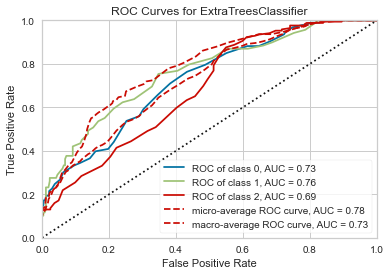 ROC Curves for ExtraTreesClassifier
True Positive Rate
1.0
0.8
0.6
0.4
0.2
0.0
ROC of class 0, AUC = 0.73
ROC of class 1, AUC = 0.76
ROC of class 2, AUC = 0.69
micro-average ROC curve, AUC = 0.78
macro-average ROC curve, AUC = 0.73
0.0 0.2 0.4 0.6 0.8 1.0
False Positive Rate